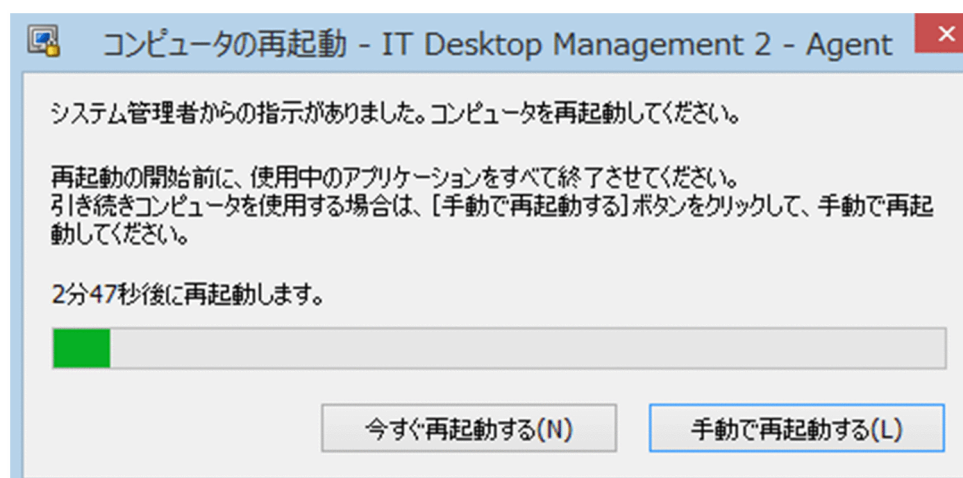 コンピュータの再起動 - IT Desktop Management 2 - Agent
システム管理者からの指示がありました。コンピュータを再起動してください。
再起動の開始前に、使用中のアプリケーションをすべて終了させてください。
引き続きコンピュータを使用する場合は、[手動で再起動する]ボタンをクリックして、手動で再起
動してください。
2分47秒後に再起動します。
今すぐ再起動する(N)
手動で再起動する(L)